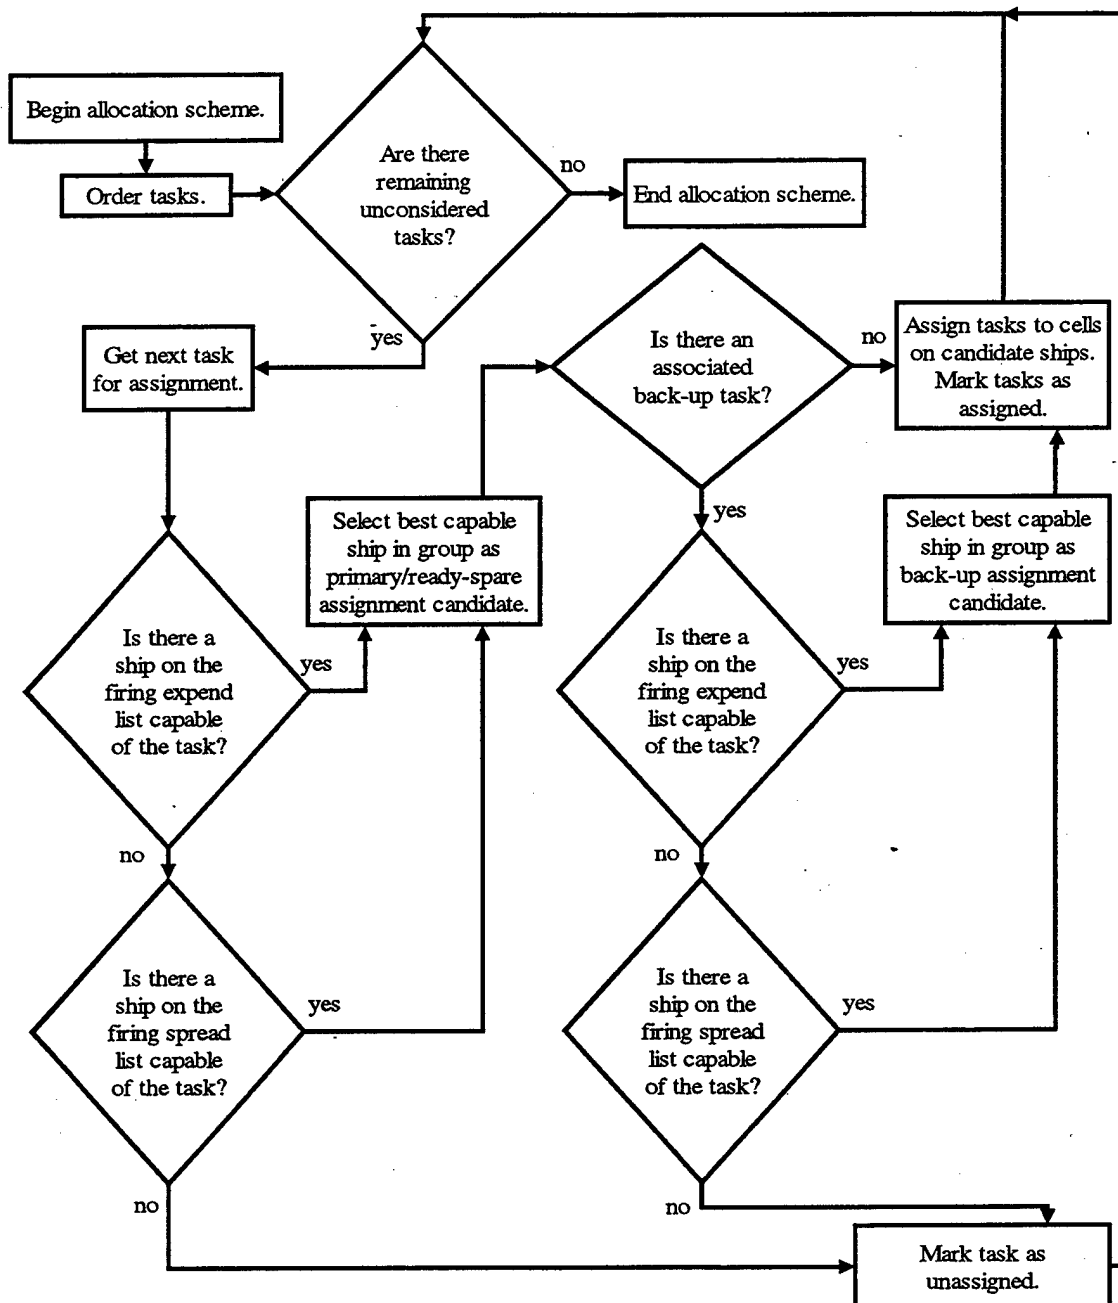 Begin allocation scheme.
Order tasks.
Are there
remaining
unconsidered
tasks?
no
End allocation scheme.
yes
Get next task
for assignment.
Is there an
associated
back-up task?
no
Assign tasks to cells
on candidate ships.
Mark tasks as
assigned.
yes
Select best capable
ship in group as
primary/ready-spare
assignment candidate.
Select best capable
ship in group as
back-up assignment
candidate.
Is there a
ship on the
firing expend
list capable
of the task?
yes
Is there a
ship on the
firing expend
list capable
of the task?
yes
no
no
Is there a
ship on the
firing spread
list capable
of the task?
yes
Is there a
ship on the
firing spread
list capable
of the task?
yes
no
no
Mark task as
unassigned.